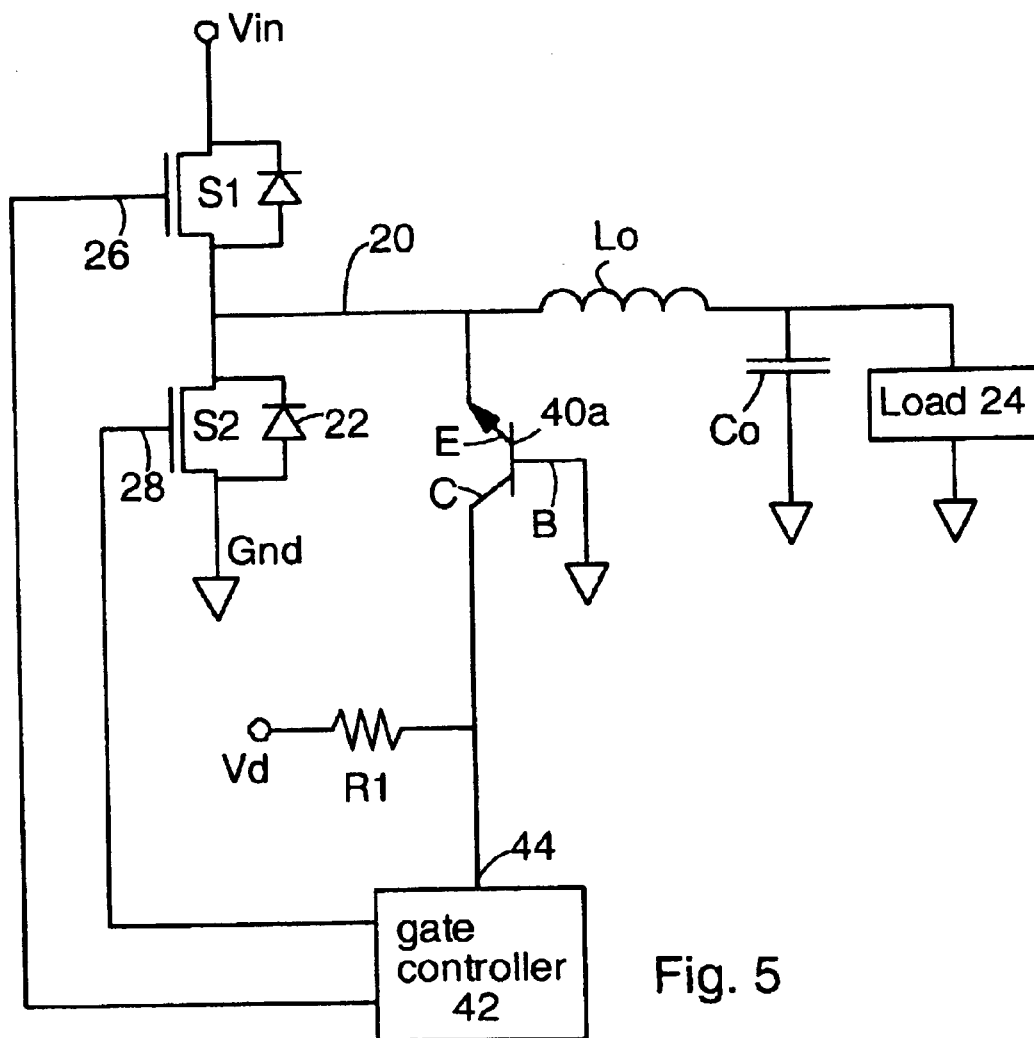 Vin
S1
26
20
Lo
S2
22
28
Gnd
E
40a
C
B
Co
Load 24
Vd
R1
44
gate
controller
42
Fig. 5